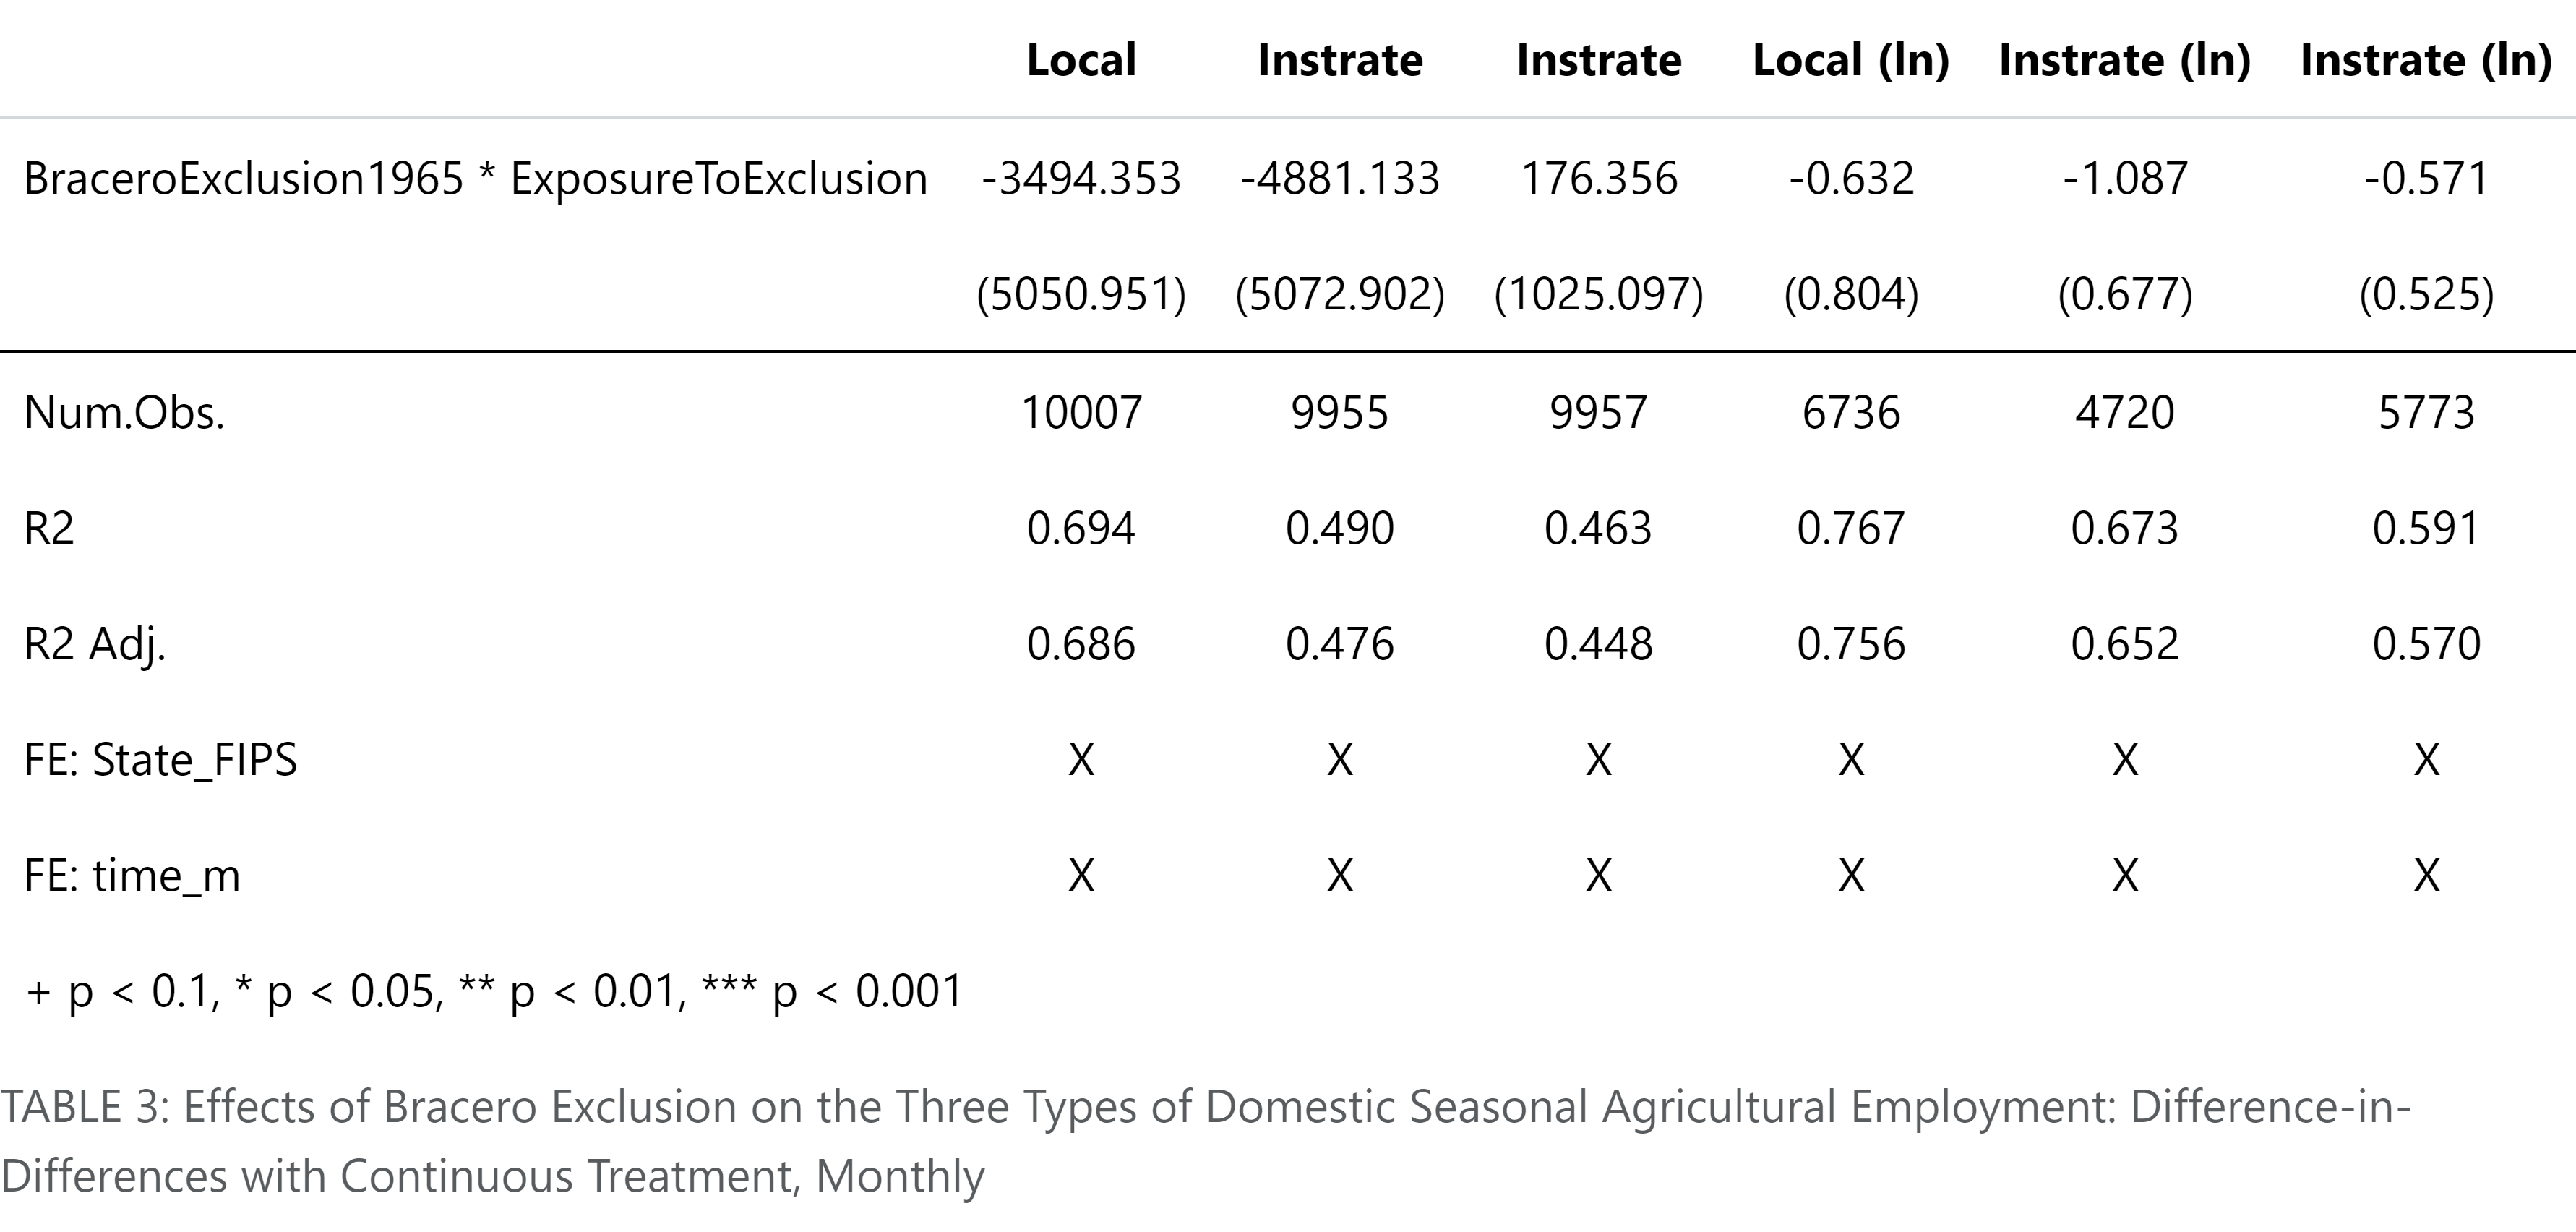 Local Instrate Instrate Local (ln) Instrate (ln) Instrate (ln)
BraceroExclusion1965 * ExposureToExclusion -3494.353 -4881.133 176.356 -0.632 -1.087 -0.571
(5050.951) (5072.902) (1025.097) (0.804) (0.677) (0.525)
Num.Obs. 10007 9955 9957 6736 4720 5773
R2 0.694 0.490 0.463 0.767 0.673 0.591
R2 Adj. 0.686 0.476 0.448 0.756 0.652 0.570
FE: State_FIPS X X X X X X
FE: time_m X X X X X X
+ p < 0.1, * p < 0.05, ** p < 0.01, *** p < 0.001
TABLE 3: Effects of Bracero Exclusion on the Three Types of Domestic Seasonal Agricultural Employment: Difference-in-
Differences with Continuous Treatment, Monthly